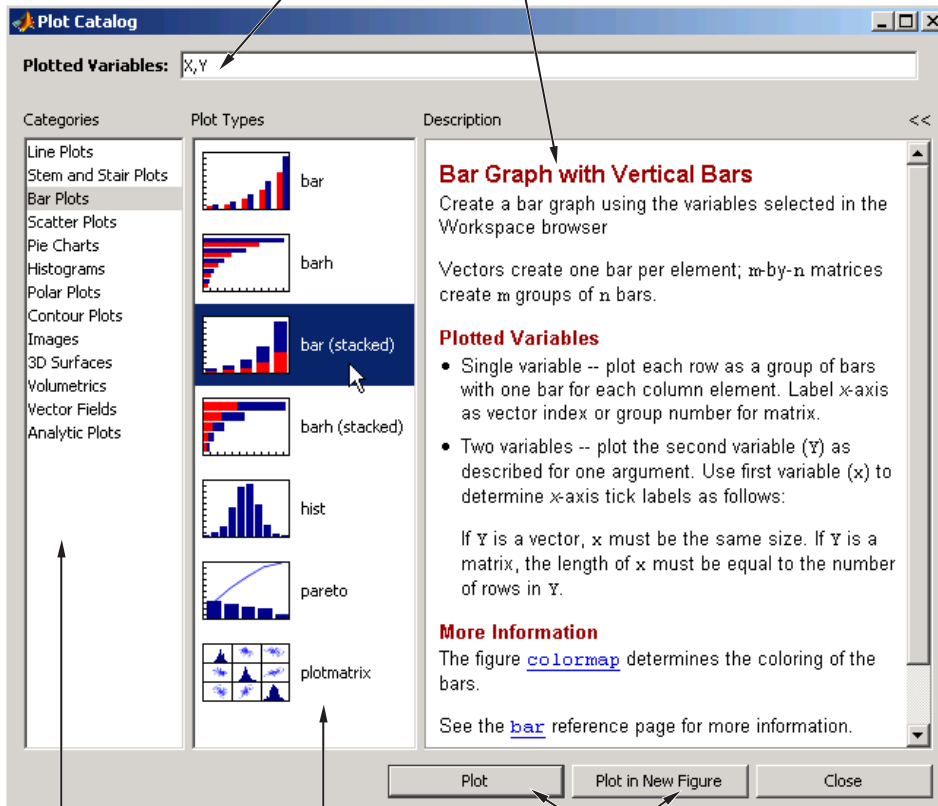 Plot Catalog
Plotted Variables: X,Y
Categories
Plot Types
Description
<<
Line Plots
Stem and Stair Plots
Bar Plots
Scatter Plots
Pie Charts
Histograms
Polar Plots
Contour Plots
Images
3D Surfaces
Volumetrics
Vector Fields
Analytic Plots
bar
barh
bar (stacked)
barh (stacked)
hist
pareto
plotmatrix
Bar Graph with Vertical Bars
Create a bar graph using the variables selected in the
Workspace browser
Vectors create one bar per element; m-by-n matrices
create m groups of n bars.
Plotted Variables
• Single variable -- plot each row as a group of bars
with one bar for each column element. Label x-axis
as vector index or group number for matrix.
• Two variables -- plot the second variable (Y) as
described for one argument. Use first variable (x) to
determine x-axis tick labels as follows:
If Y is a vector, x must be the same size. If Y is a
matrix, the length of x must be equal to the number
of rows in Y.
More Information
The figure colormap determines the coloring of the
bars.
See the bar reference page for more information.
Plot
Plot in New Figure
Close